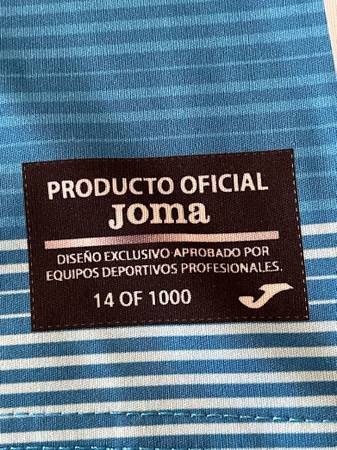 PRODUCTO OFICIAL
Joma
DISEÑO EXCLUSIVO APROBADO POR
EQUIPOS DEPORTIVOS PROFESIONALES.
14 OF 1000